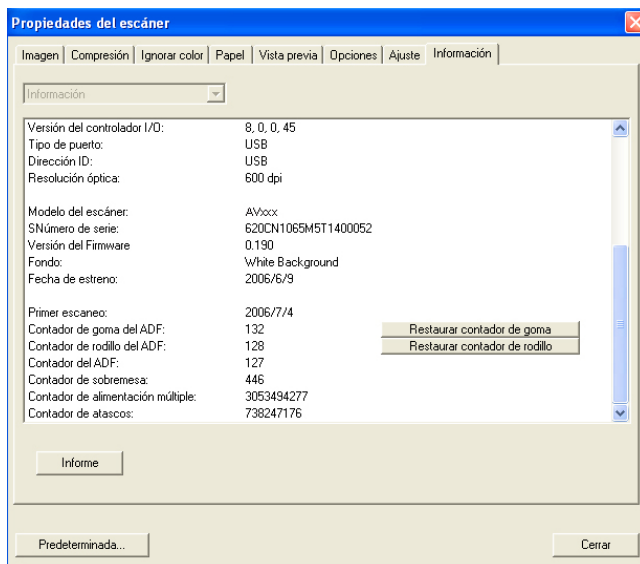 Propiedades del escáner
Imagen Compresión Ignorar color Papel Vista previa Opciones Ajuste Información
Información
Versión del controlador I/O: 8, 0, 0, 45
Tipo de puerto: USB
Dirección ID: USB
Resolución óptica: 600 dpi
Modelo del escáner: AVxxx
SNúmero de serie: 620CN1065M5T1400052
Versión del Firmware 0.190
Fondo: White Background
Fecha de estreno: 2006/6/9
Primer escaneo: 2006/7/4
Contador de goma del ADF: 132 Restaurar contador de goma
Contador de rodillo del ADF: 128 Restaurar contador de rodillo
Contador del ADF: 127
Contador de sobremesa: 446
Contador de alimentación múltiple: 3053494277
Contador de atascos: 738247176
Informe
Predeterminada... Cerrar